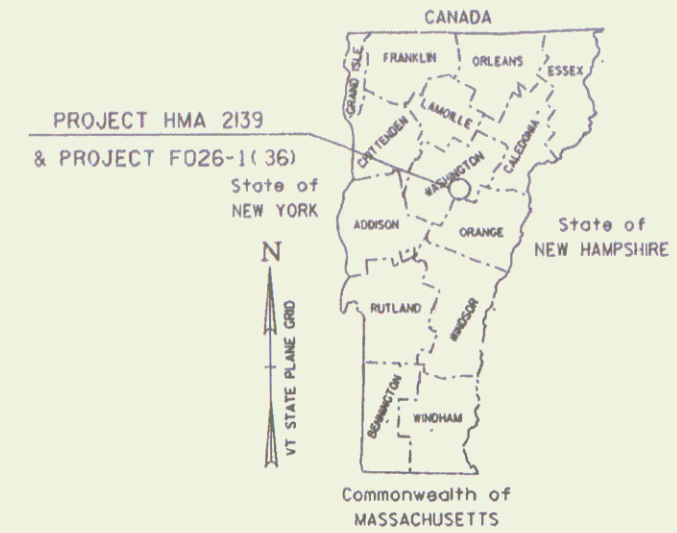 CANADA
GRAND ISLE
FRANKLIN
ORLEANS
ESSEX
LAMOILLE
PROJECT HMA 2139
& PROJECT F026-1(36)
CHITTENDEN
WASHINGTON
CALEDONIA
State of
NEW YORK
ADDISON
ORANGE
State of
NEW HAMPSHIRE
N
VT STATE PLANE GRID
RUTLAND
WINDSOR
BENNINGTON
WINDHAM
Commonwealth of
MASSACHUSETTS